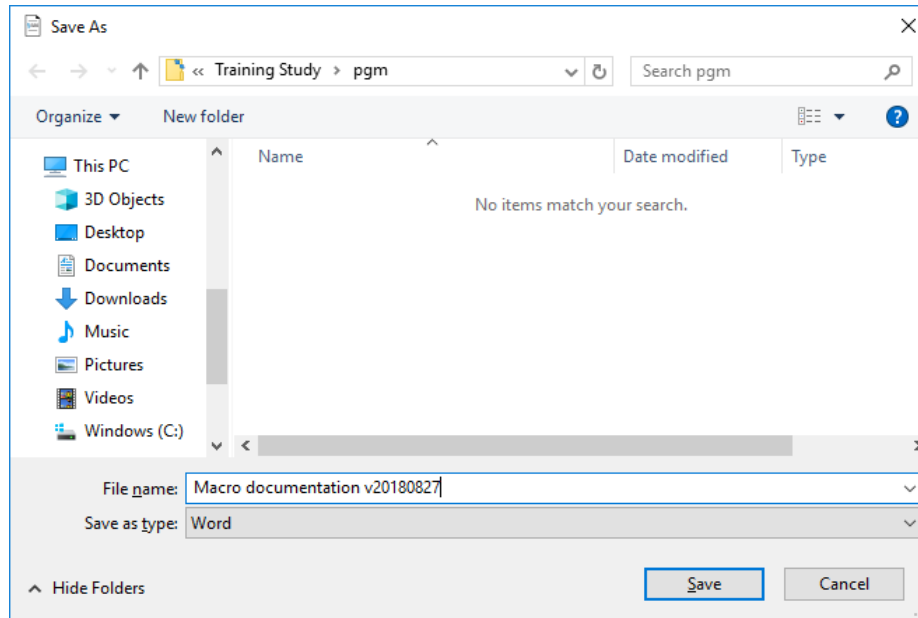 Save As
« Training Study > pgm
Search pgm
Organize
New folder
?
Name
Date modified
Type
This PC
3D Objects
Desktop
Documents
Downloads
Music
Pictures
Videos
Windows (C:)
No items match your search.
File name: Macro documentation v20180827
Save as type: Word
Hide Folders
Save
Cancel